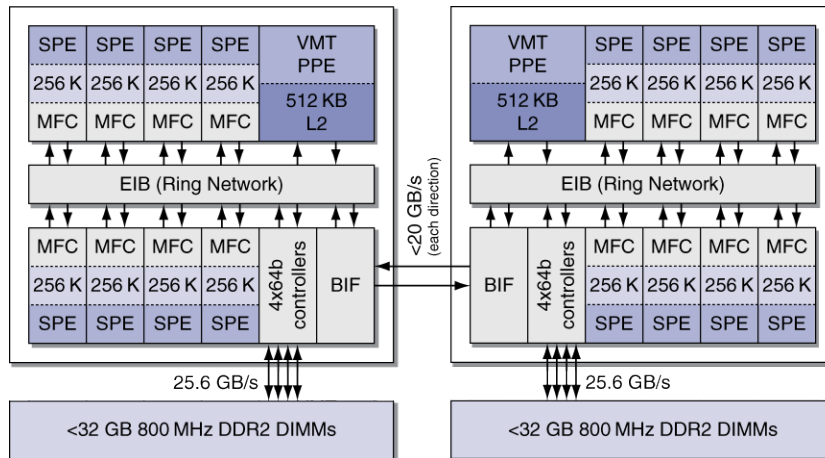 SPE SPE SPE SPE VMT
PPE
256 K 256 K 256 K 256 K
512 KB
L2
MFC MFC MFC MFC
EIB (Ring Network)
MFC MFC MFC MFC
256 K 256 K 256 K 256 K
SPE SPE SPE SPE
4x64b
controllers
BIF
25.6 GB/s
<32 GB 800 MHz DDR2 DIMMs
<20 GB/s
(each direction)
VMT
PPE
SPE SPE SPE SPE
256 K 256 K 256 K 256 K
512 KB
L2
MFC MFC MFC MFC
EIB (Ring Network)
BIF
4x64b
controllers
MFC MFC MFC MFC
256 K 256 K 256 K 256 K
SPE SPE SPE SPE
25.6 GB/s
<32 GB 800 MHz DDR2 DIMMs